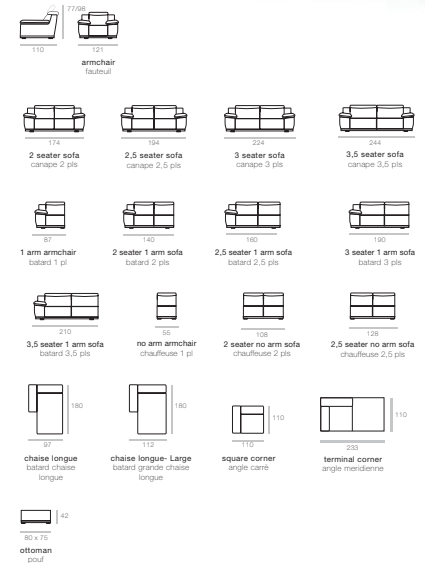 77/98
110
121
armchair
fauteuil
174
194
224
244
2 seater sofa
2,5 seater sofa
3 seater sofa
3,5 seater sofa
canape 2 pls
canape 2,5 pls
canape 3 pls
canape 3,5 pls
87
140
160
190
1 arm armchair
2 seater 1 arm sofa
2,5 seater 1 arm sofa
3 seater 1 arm sofa
batard 1 pl
batard 2 pls
batard 2,5 pls
batard 3 pls
210
55
108
128
3,5 seater 1 arm sofa
no arm armchair
2 seater no arm sofa
2,5 seater no arm sofa
batard 3,5 pls
chauffeuse 1 pl
chauffeuse 2 pls
chauffeuse 2,5 pls
180
180
110
110
97
112
110
233
chaise longue
chaise longue- Large
square corner
terminal corner
batard chaise
batard grande chaise
angle carrè
angle meridienne
longue
longue
42
80 x 75
ottoman
pouf